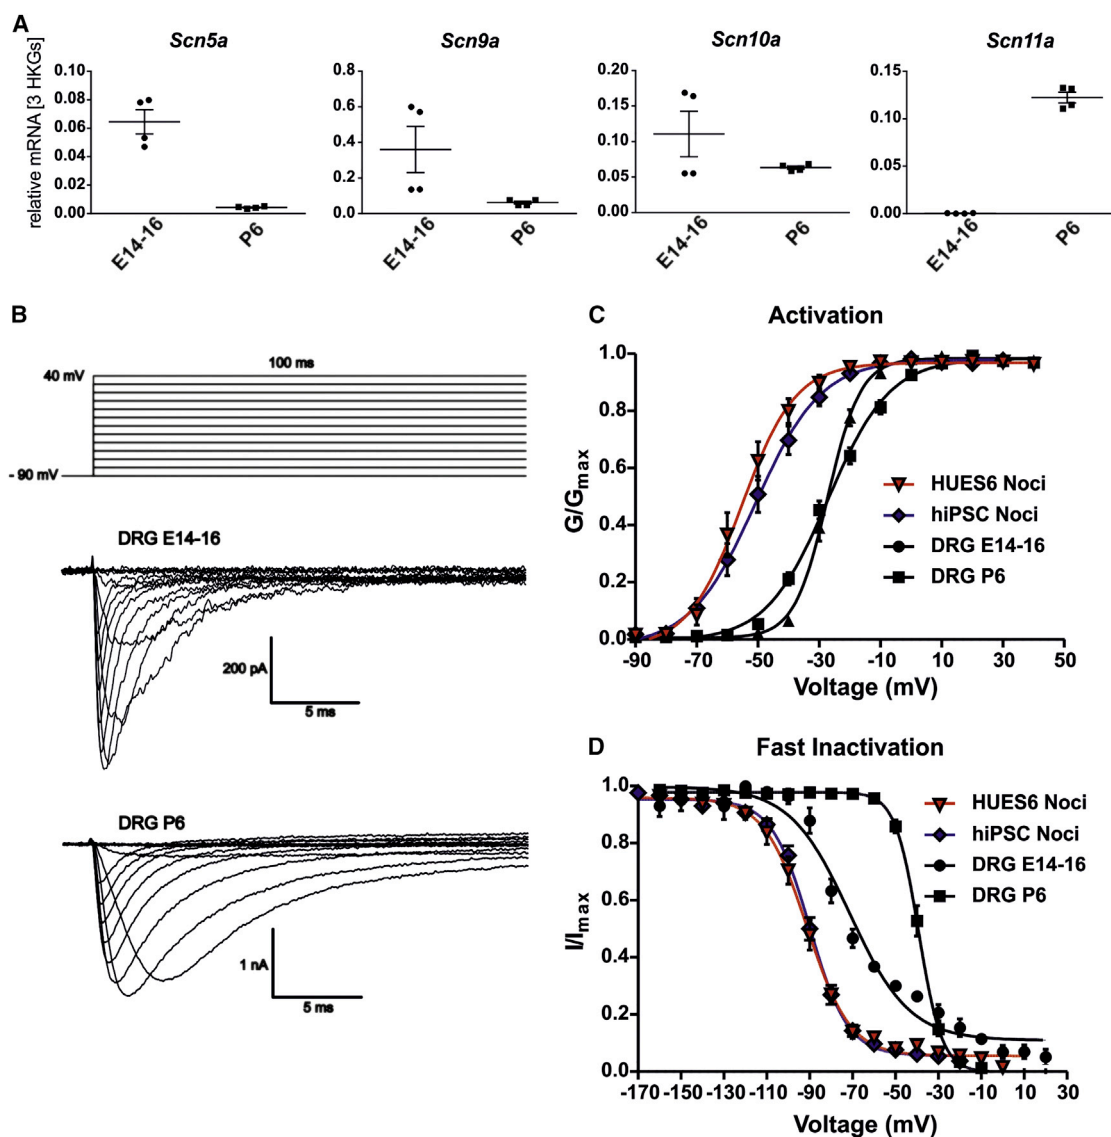 A
Scn5a
Scn9a
Scn10a
Scn11a
relative mRNA [3 HKGs]
0.10
0.08
0.06
0.04
0.02
0.00
E14-16
P6
0.8
0.6
0.4
0.2
0.0
E14-16
P6
0.20
0.15
0.10
0.05
0.00
E14-16
P6
0.15
0.10
0.05
0.00
E14-16
P6
B
100 ms
40 mV
- 90 mV
DRG E14-16
200 pA
5 ms
DRG P6
1 nA
5 ms
C
Activation
G/Gmax
1.0
0.8
0.6
0.4
0.2
0.0
-90 -70 -50 -30 -10 10 30 50
Voltage (mV)
HUES6 Noci
hiPSC Noci
DRG E14-16
DRG P6
D
Fast Inactivation
I/Imax
1.0
0.8
0.6
0.4
0.2
0.0
-170 -150 -130 -110 -90 -70 -50 -30 -10 10 30
Voltage (mV)
HUES6 Noci
hiPSC Noci
DRG E14-16
DRG P6